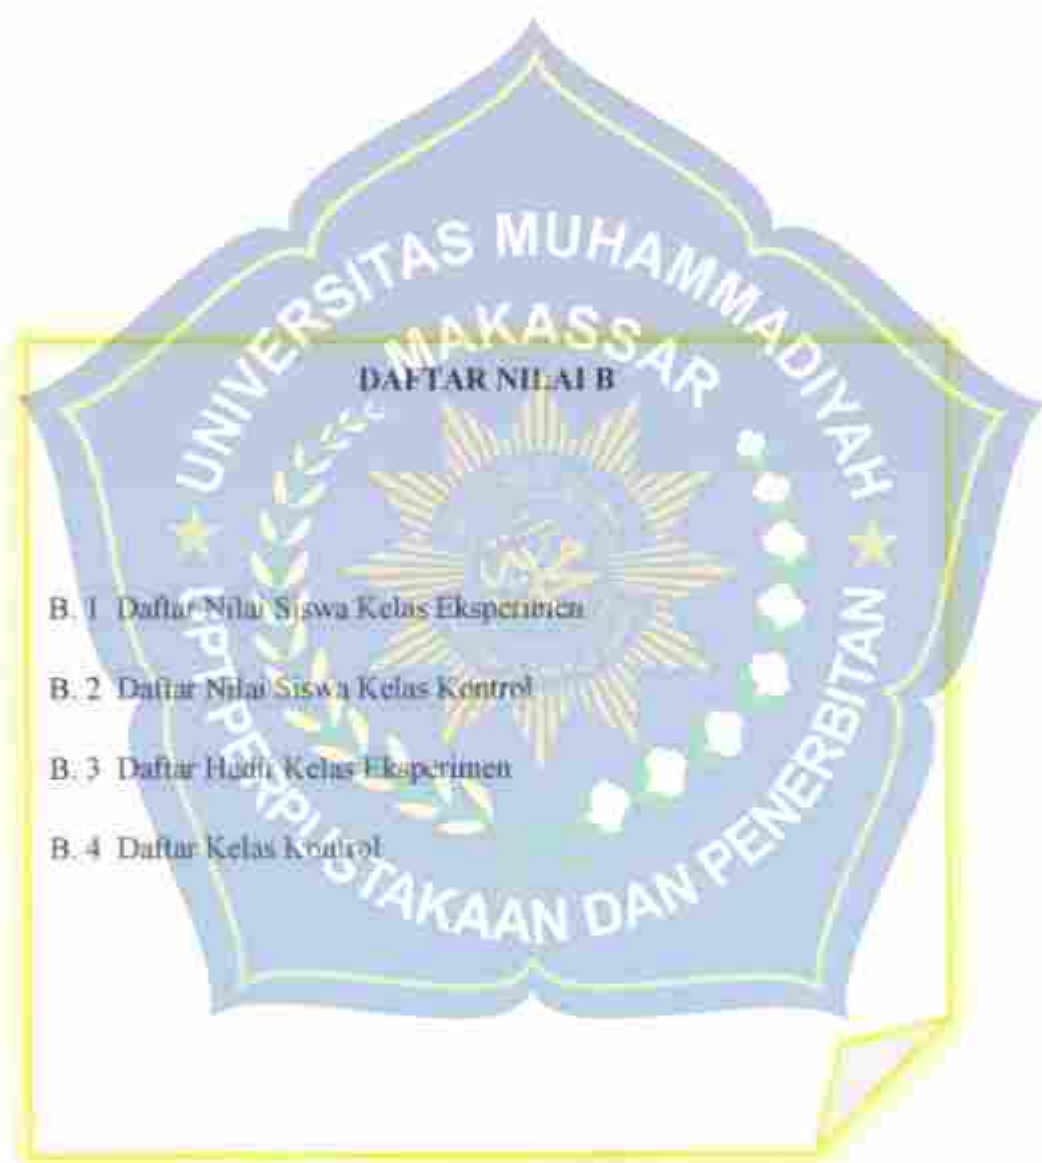 UNIVERSITAS MUHAMMADIYAH
MAKASSAR
DAFTAR NILAI B
B. 1 Daftar Nilai Siswa Kelas Eksperimen
B. 2 Daftar Nilai Siswa Kelas Kontrol
B. 3 Daftar Hadir Kelas Eksperimen
B. 4 Daftar Kelas Kontrol
UPT PERPUSTAKAAN DAN PENERBITAN